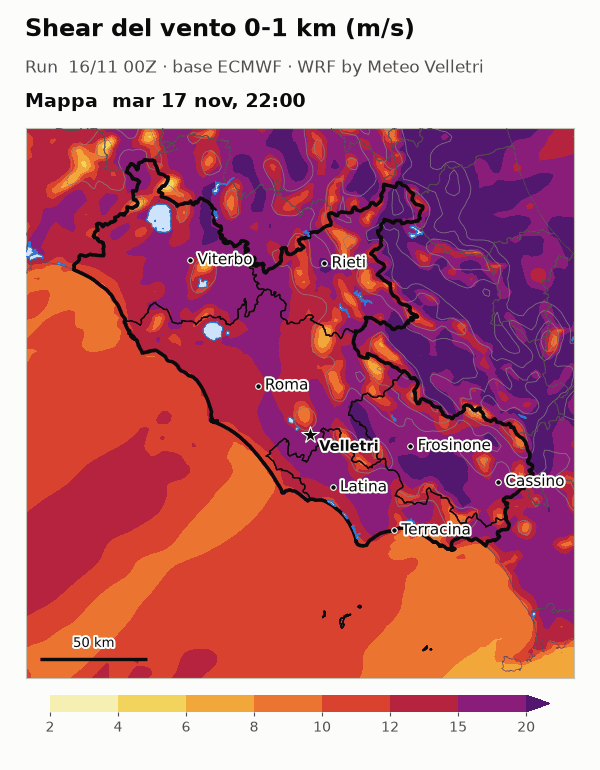 Shear del vento 0-1 km (m/s)
Run 16/11 00Z · base ECMWF · WRF by Meteo Velletri
Mappa mar 17 nov, 22:00
Viterbo
Rieti
Roma
Velletri
Frosinone
Cassino
Latina
Terracina
50 km
2 4 6 8 10 12 15 20